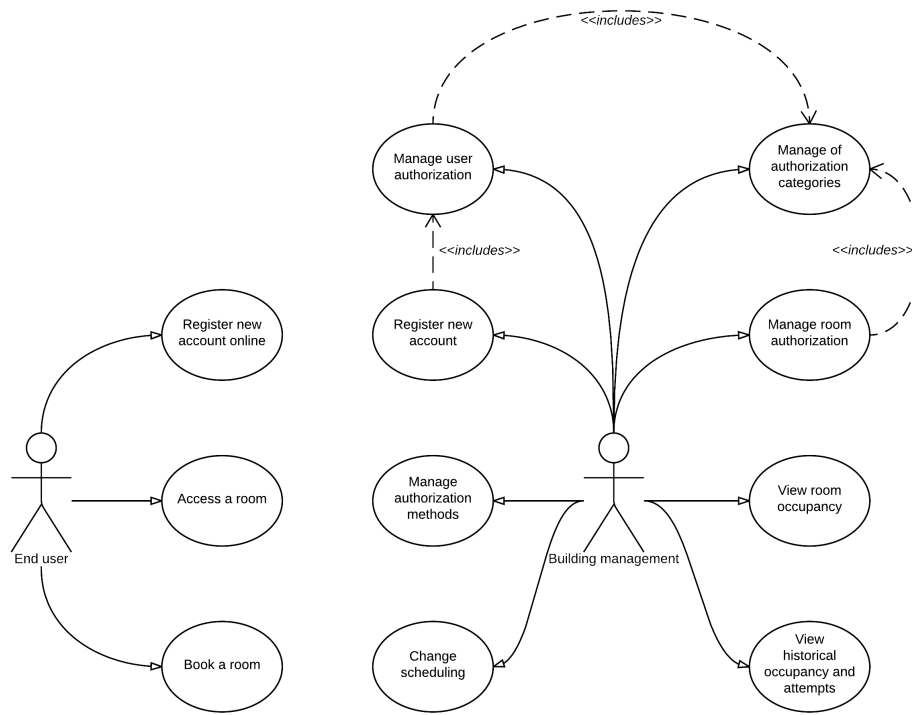 <<includes>>
Manage user
authorization
Manage of
authorization
categories
<<includes>>
<<includes>>
Register new
account online
Register new
account
Manage room
authorization
Access a room
Manage
authorization
methods
View room
occupancy
End user
Building management
Book a room
Change
scheduling
View
historical
occupancy and
attempts